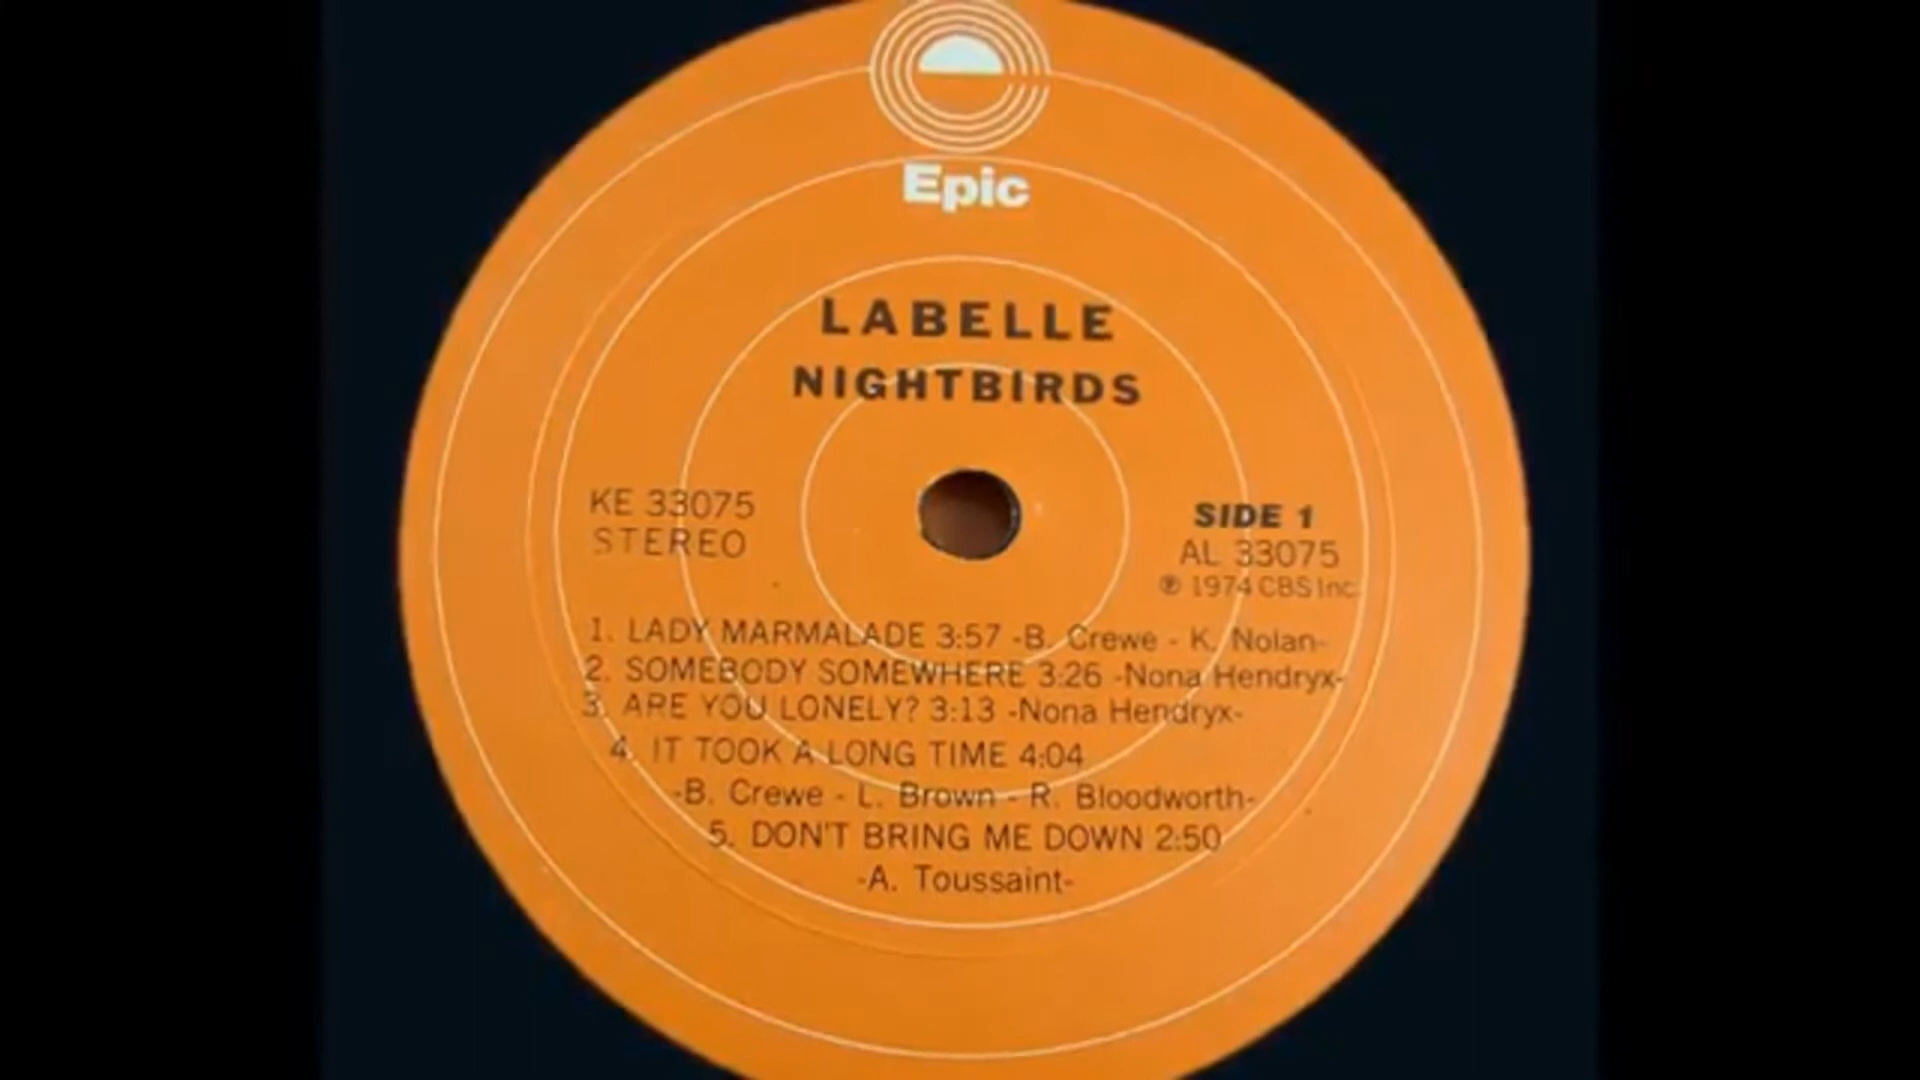 Epic
LABELLE
NIGHTBIRDS
KE 33075
STEREO
SIDE 1
AL 33075
℗ 1974 CBS Inc.
1. LADY MARMALADE 3:57 -B. Crewe - K. Nolan-
2. SOMEBODY SOMEWHERE 3:26 -Nona Hendryx-
3. ARE YOU LONELY? 3:13 -Nona Hendryx-
4. IT TOOK A LONG TIME 4:04
-B. Crewe - L. Brown - R. Bloodworth-
5. DON'T BRING ME DOWN 2:50
-A. Toussaint-